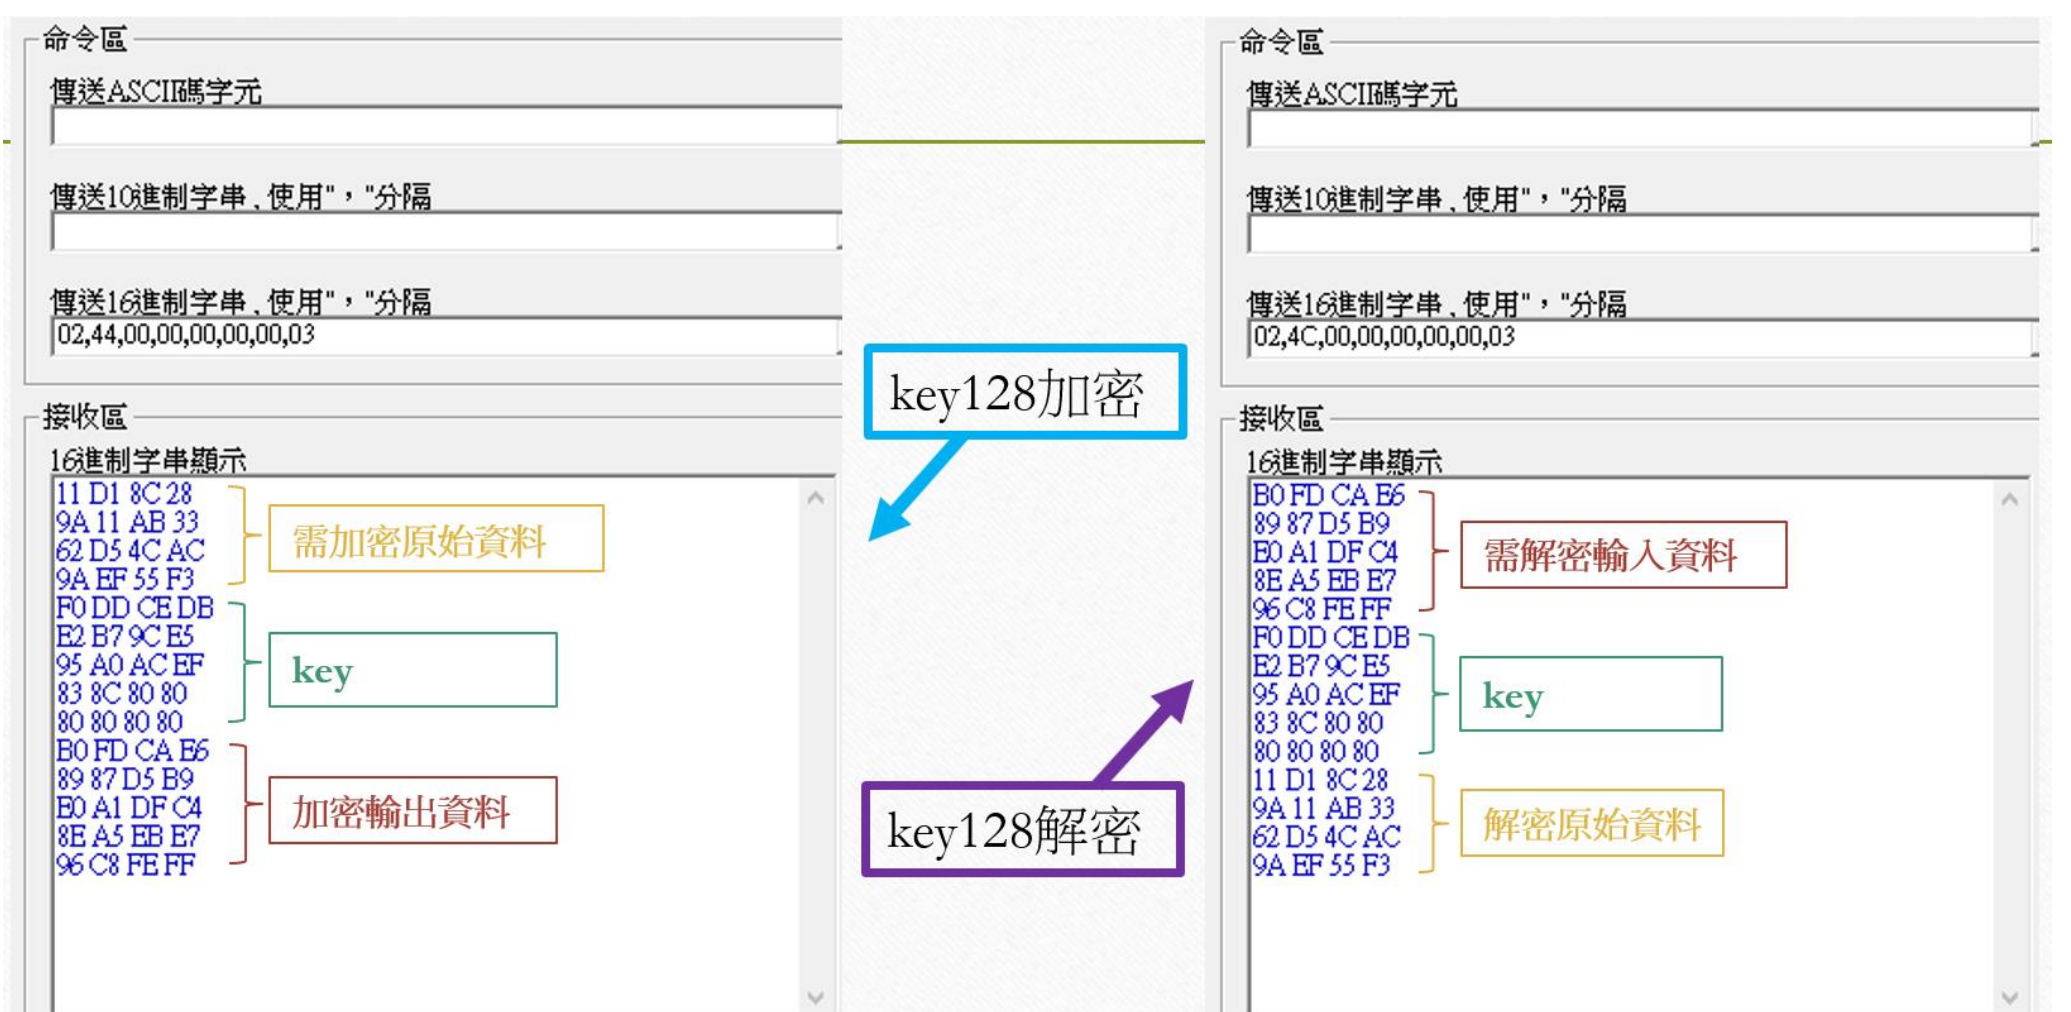 命令區
傳送ASCII碼字元
傳送10進制字串,使用","分隔
傳送16進制字串,使用","分隔
02,44,00,00,00,00,00,03
接收區
16進制字串顯示
11 D1 8C 28
9A 11 AB 33
62 D5 4C AC
9A EF 55 F3
需加密原始資料
F0 DD CE DB
E2 B7 9C E5
95 A0 AC EF
83 8C 80 80
80 80 80 80
key
B0 FD CA E6
89 87 D5 B9
E0 A1 DF C4
8E A5 EB E7
96 C8 FE FF
加密輸出資料
key128加密
key128解密
命令區
傳送ASCII碼字元
傳送10進制字串,使用","分隔
傳送16進制字串,使用","分隔
02,4C,00,00,00,00,00,03
接收區
16進制字串顯示
B0 FD CA E6
89 87 D5 B9
E0 A1 DF C4
8E A5 EB E7
96 C8 FE FF
需解密輸入資料
F0 DD CE DB
E2 B7 9C E5
95 A0 AC EF
83 8C 80 80
80 80 80 80
key
11 D1 8C 28
9A 11 AB 33
62 D5 4C AC
9A EF 55 F3
解密原始資料